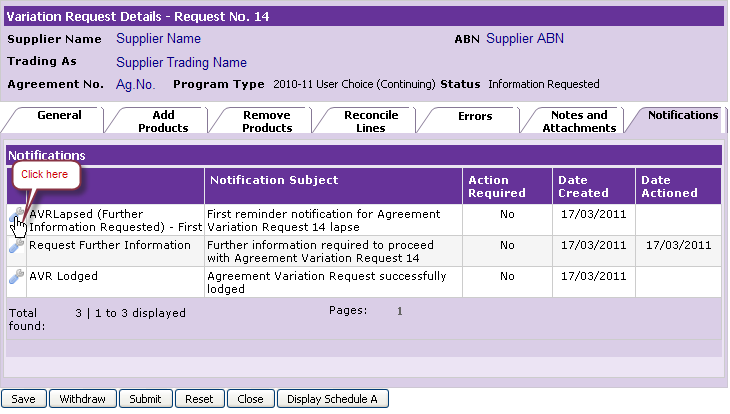 Variation Request Details - Request No. 14
Supplier Name Supplier Name ABN Supplier ABN
Trading As Supplier Trading Name
Agreement No. Ag.No. Program Type 2010-11 User Choice (Continuing) Status Information Requested
General
Add Products
Remove Products
Reconcile Lines
Errors
Notes and Attachments
Notifications
Notifications
Click here
Notification Subject Action Required Date Created Date Actioned
AVRLapsed (Further Information Requested) - First First reminder notification for Agreement Variation Request 14 lapse No 17/03/2011
Request Further Information Further information required to proceed with Agreement Variation Request 14 No 17/03/2011 17/03/2011
AVR Lodged Agreement Variation Request successfully lodged No 17/03/2011
Total found: 3 | 1 to 3 displayed Pages: 1
Save Withdraw Submit Reset Close Display Schedule A